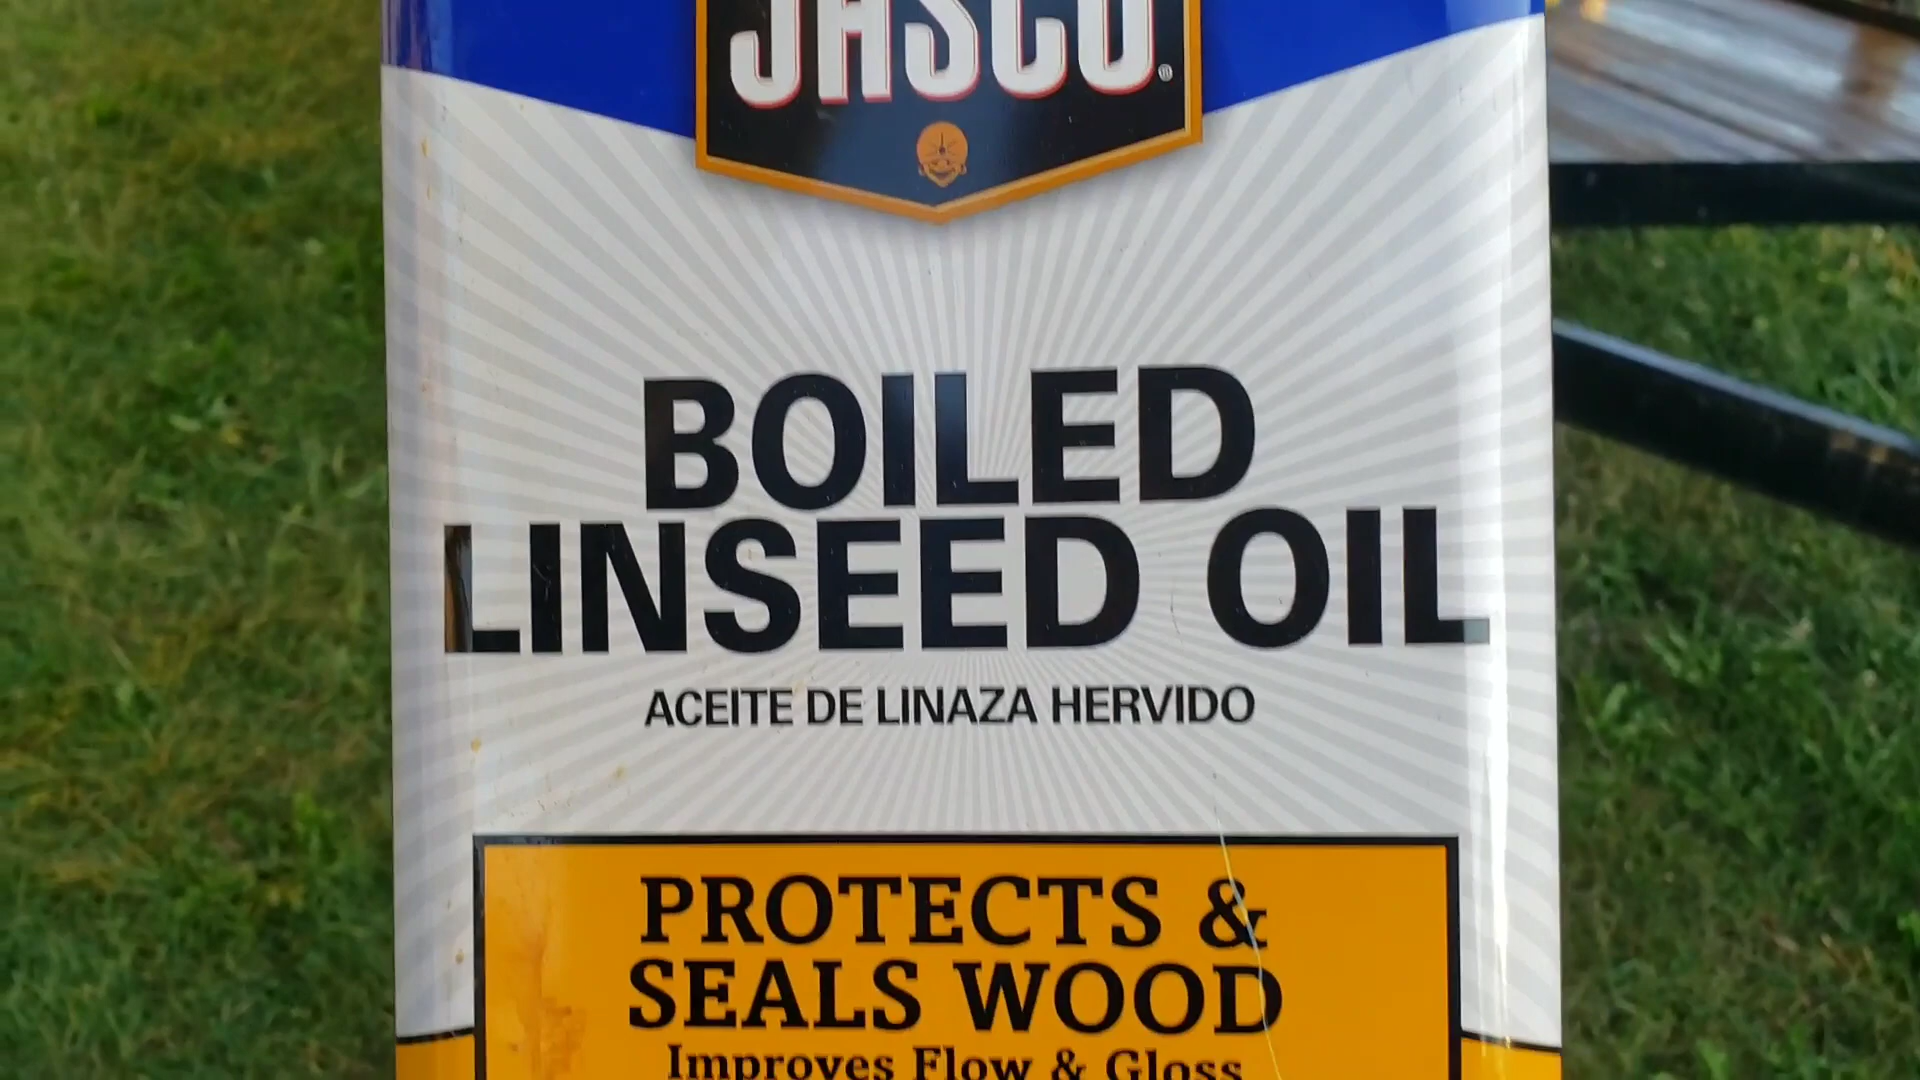 JASCO®
BOILED
LINSEED OIL
ACEITE DE LINAZA HERVIDO
PROTECTS &
SEALS WOOD
Improves Flow & Gloss